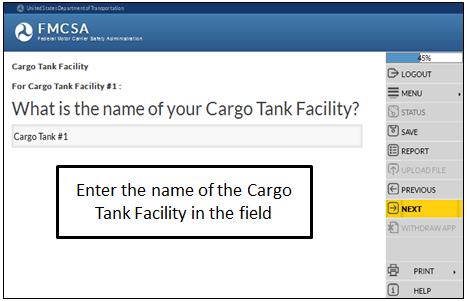 United States Department of Transportation
FMCSA
Federal Motor Carrier Safety Administration
45%
Cargo Tank Facility
For Cargo Tank Facility #1 :
What is the name of your Cargo Tank Facility?
Cargo Tank #1
Enter the name of the Cargo
Tank Facility in the field
LOGOUT
MENU
STATUS
SAVE
REPORT
UPLOAD FILE
PREVIOUS
NEXT
WITHDRAW APP
PRINT
HELP